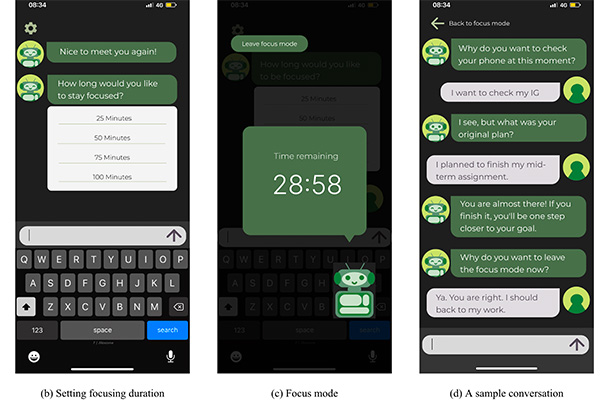 08:34
4G
Nice to meet you again!
How long would you like
to stay focused?
25 Minutes
50 Minutes
75 Minutes
100 Minutes
Q W E R T Y U I O P
A S D F G H J K L
Z X C V B N M
123 space search
(b) Setting focusing duration
08:34
4G
Leave focus mode
How long would you like
to be focused?
25 Minutes
50 Minutes
Time remaining
28:58
Q W E R T Y U I O P
A S D F G H J K L
Z X C V B N M
123 space search
(c) Focus mode
08:34
4G
Back to focus mode
Why do you want to check
your phone at this moment?
I want to check my IG
I see, but what was your
original plan?
I planned to finish my mid-
term assignment.
You are almost there! If you
finish it, you'll be one step
closer to your goal.
Why do you want to leave
the focus mode now?
Ya. You are right. I should
back to my work.
(d) A sample conversation